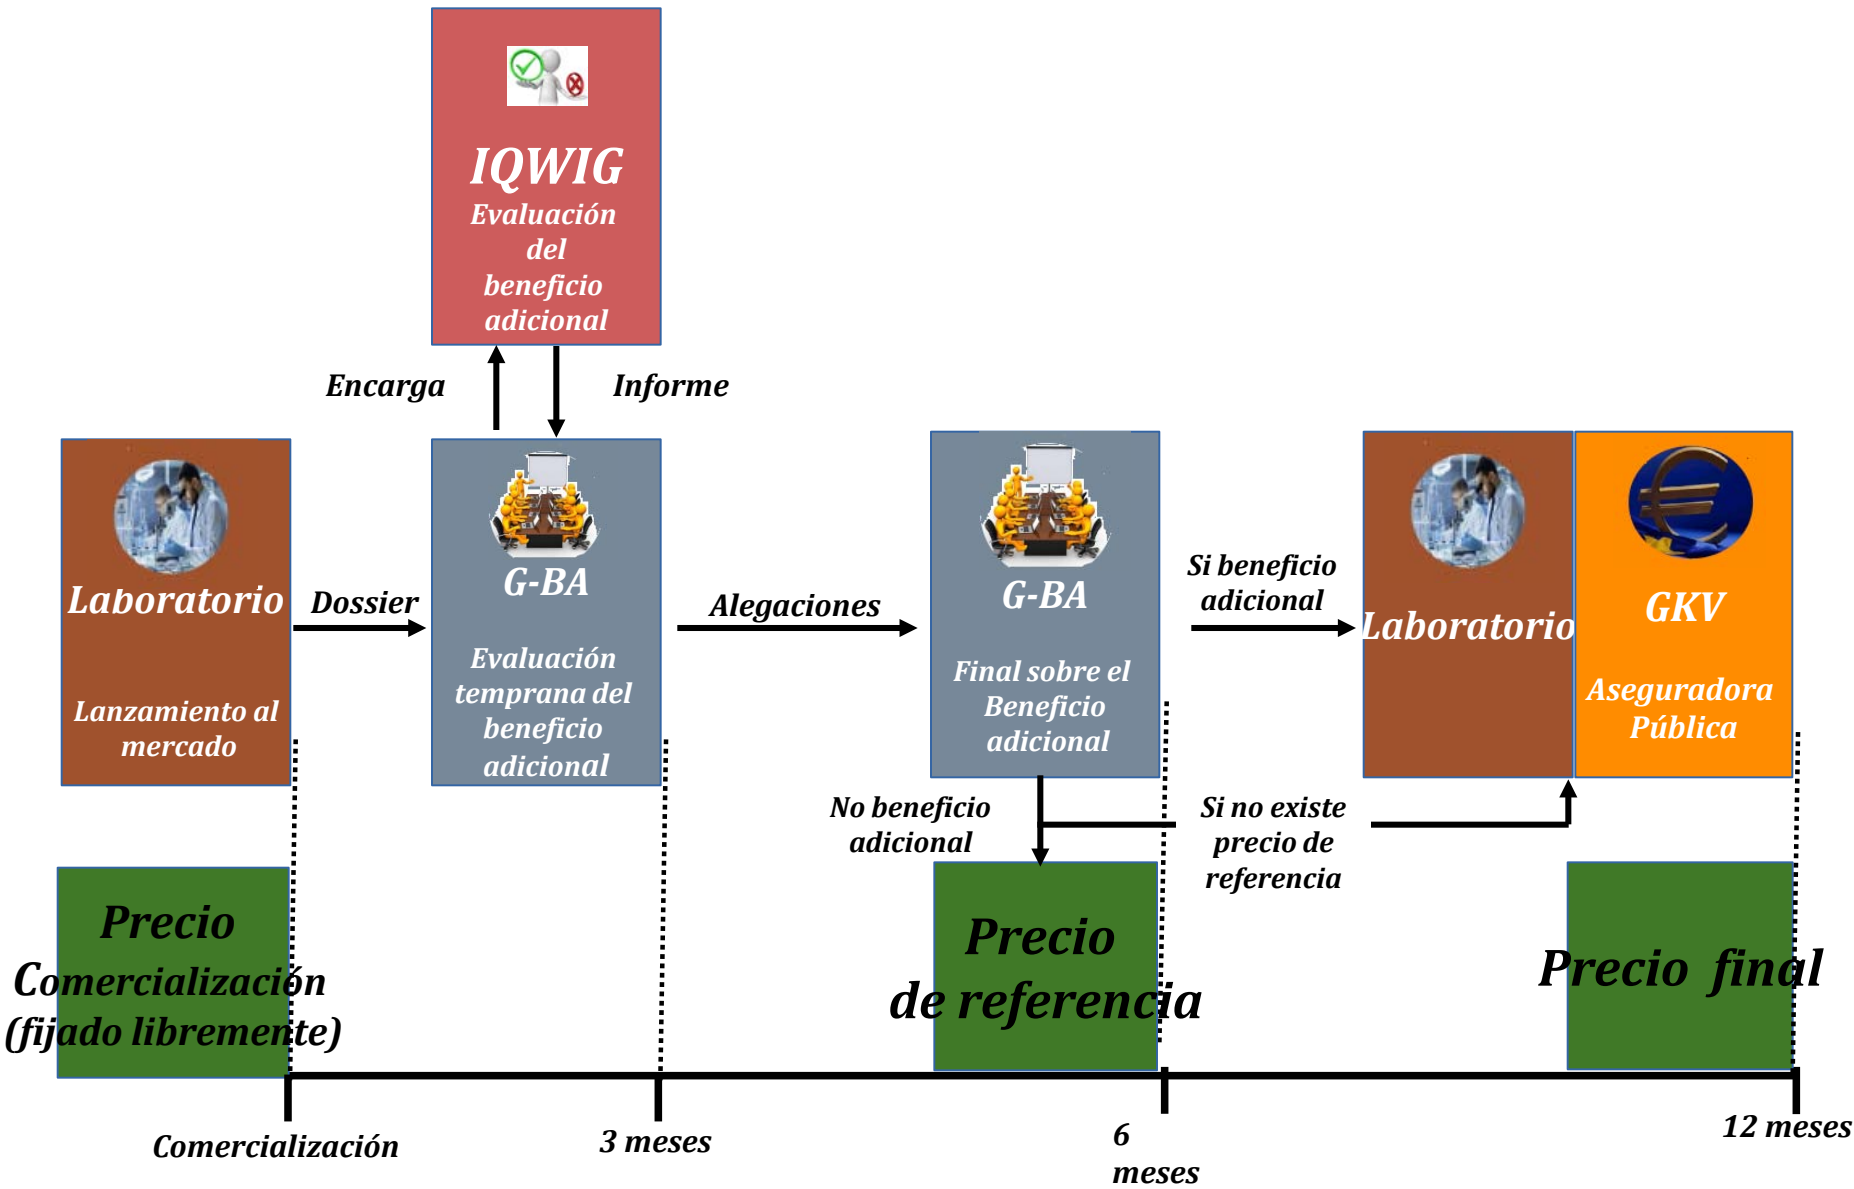 IQWIG
Evaluación
del
beneficio
adicional
Encarga
Informe
Laboratorio
Lanzamiento al
mercado
Dossier
G-BA
Evaluación
temprana del
beneficio
adicional
Alegaciones
G-BA
Final sobre el
Beneficio
adicional
Si beneficio
adicional
Laboratorio
GKV
Aseguradora
Pública
No beneficio
adicional
Si no existe
precio de
referencia
Precio
Comercialización
(fijado libremente)
Precio
de referencia
Precio final
Comercialización
3 meses
6
meses
12 meses